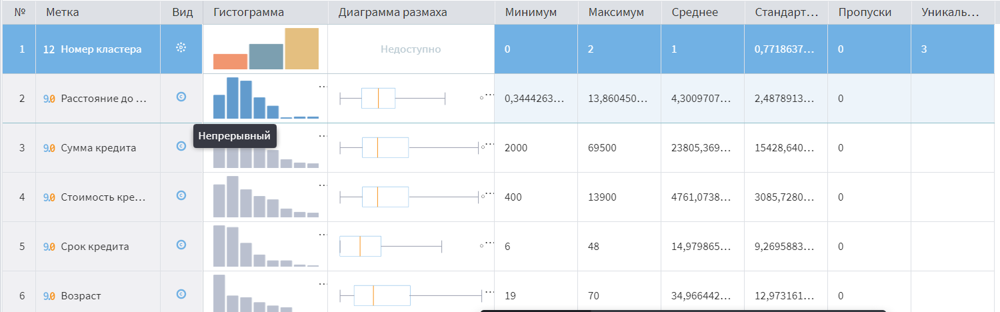 № Метка Вид Гистограмма Диаграмма размаха Минимум Максимум Среднее Стандарт… Пропуски Уникаль…
1 12 Номер кластера Недоступно 0 2 1 0,7718637… 0 3
2 9.0 Расстояние до … C … … 0,3444263… 13,860450… 4,3009707… 2,4878913… 0
Непрерывный
3 9.0 Сумма кредита C … … 2000 69500 23805,369… 15428,640… 0
4 9.0 Стоимость кре… C … … 400 13900 4761,0738… 3085,7280… 0
5 9.0 Срок кредита C … … 6 48 14,979865… 9,2695883… 0
6 9.0 Возраст C … … 19 70 34,966442… 12,973161… 0